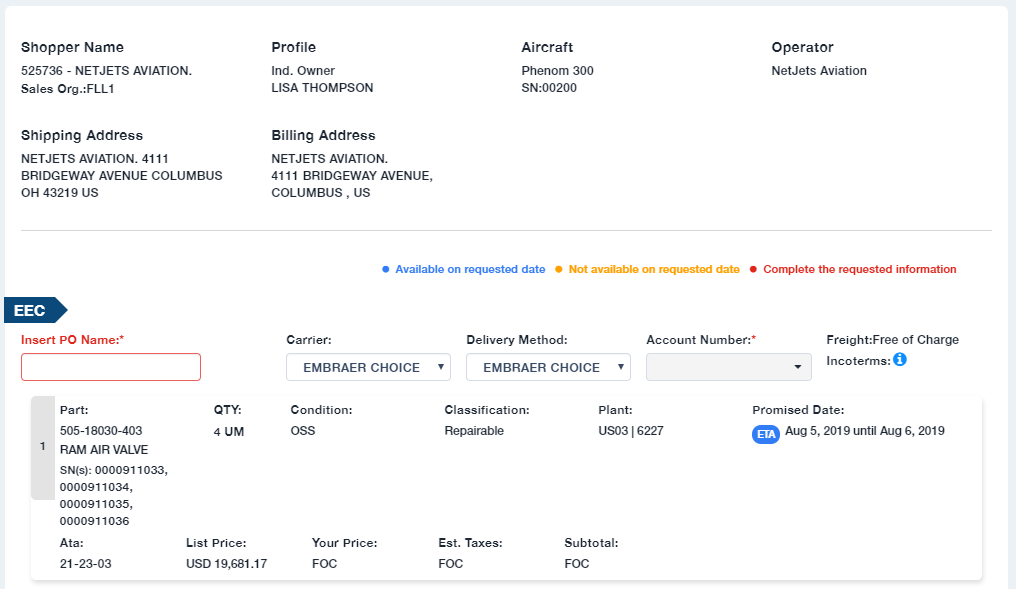 Shopper Name
525736 - NETJETS AVIATION.
Sales Org.:FLL1
Profile
Ind. Owner
LISA THOMPSON
Aircraft
Phenom 300
SN:00200
Operator
NetJets Aviation
Shipping Address
NETJETS AVIATION. 4111
BRIDGEWAY AVENUE COLUMBUS
OH 43219 US
Billing Address
NETJETS AVIATION.
4111 BRIDGEWAY AVENUE,
COLUMBUS , US
Available on requested date
Not available on requested date
Complete the requested information
EEC
Insert PO Name:*
Carrier:
EMBRAER CHOICE
Delivery Method:
EMBRAER CHOICE
Account Number:*
Freight:Free of Charge
Incoterms:
1
Part:
505-18030-403
RAM AIR VALVE
SN(s): 0000911033,
0000911034,
0000911035,
0000911036
QTY:
4 UM
Condition:
OSS
Classification:
Repairable
Plant:
US03 | 6227
Promised Date:
ETA Aug 5, 2019 until Aug 6, 2019
Ata:
21-23-03
List Price:
USD 19,681.17
Your Price:
FOC
Est. Taxes:
FOC
Subtotal:
FOC